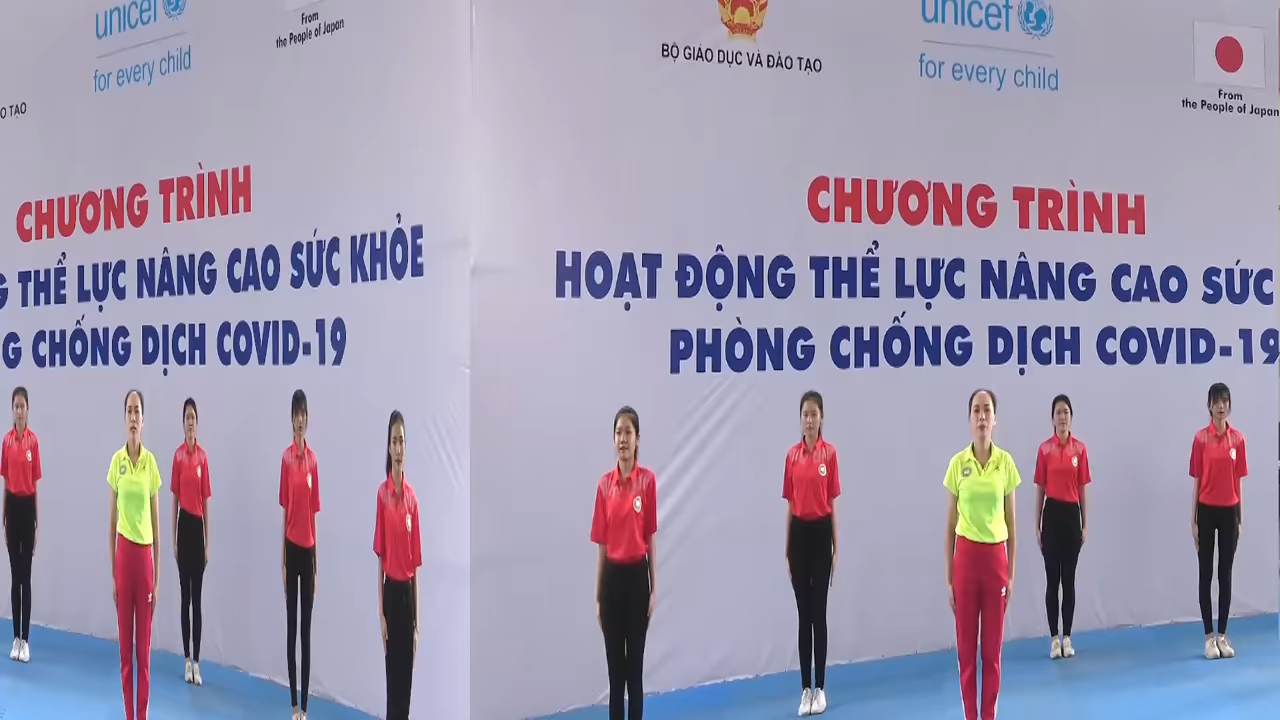 unicef
for every child
From
the People of Japan
O TẠO
CHƯƠNG TRÌNH
G THỂ LỰC NÂNG CAO SỨC KHỎE
G CHỐNG DỊCH COVID-19
BỘ GIÁO DỤC VÀ ĐÀO TẠO
unicef
for every child
From
the People of Japan
CHƯƠNG TRÌNH
HOẠT ĐỘNG THỂ LỰC NÂNG CAO SỨC
PHÒNG CHỐNG DỊCH COVID-19